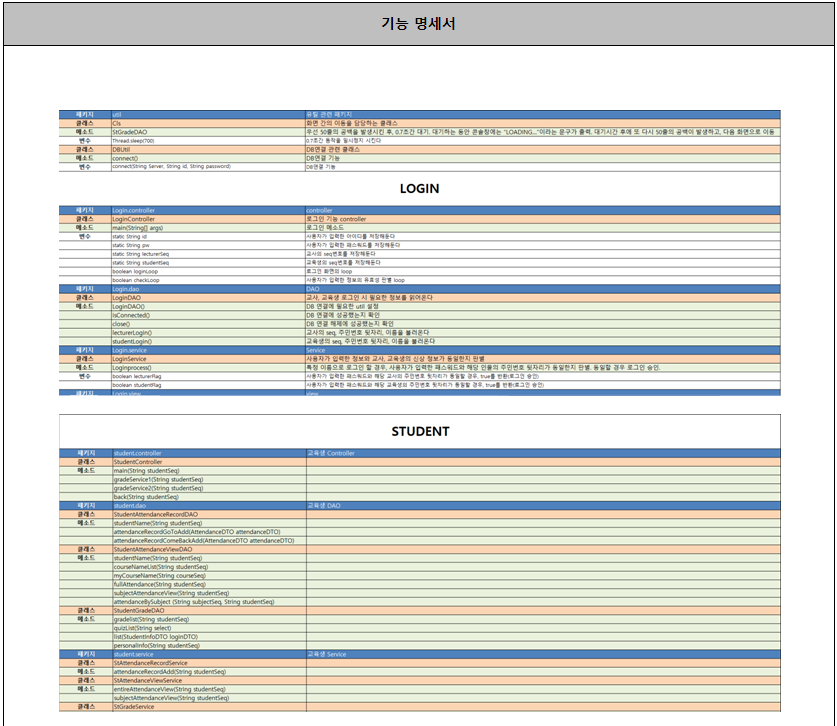 기능 명세서
패키지 util 유틸 관련 패키지
클래스 Cls 화면 간의 이동을 담당하는 클래스
메소드 StGradeDAO 우선 50줄의 공백을 발생시킨 후, 0.7초간 대기. 대기하는 동안 콘솔창에는 "LOADING..."이라는 문구가 출력. 대기시간 후에 또 다시 50줄의 공백이 발생하고, 다음 화면으로 이동
변수 Thread.sleep(700) 0.7초간 동작을 일시정지 시킨다
클래스 DBUtil DB연결 관련 클래스
메소드 connect() DB연결 기능
변수 connect(String Server, String id, String password) DB연결 기능
LOGIN
패키지 Login.controller controller
클래스 LoginController 로그인 기능 controller
메소드 main(String[] args) 로그인 메소드
변수 static String id 사용자가 입력한 아이디를 저장해둔다
static String pw 사용자가 입력한 패스워드를 저장해둔다
static String lecturerSeq 교사의 seq번호를 저장해둔다
static String studentSeq 교육생의 seq번호를 저장해둔다
boolean loginLoop 로그인 화면의 loop
boolean checkLoop 사용자가 입력한 정보의 유효성 판별 loop
패키지 Login.dao DAO
클래스 LoginDAO 교사, 교육생 로그인 시 필요한 정보를 읽어온다
메소드 LoginDAO() DB 연결에 필요한 util 설정
isConnected() DB 연결에 성공했는지 확인
close() DB 연결 해제에 성공했는지 확인
lecturerLogin() 교사의 seq, 주민번호 뒷자리, 이름을 불러온다
studentLogin() 교육생의 seq, 주민번호 뒷자리, 이름을 불러온다
패키지 Login.service Service
클래스 LoginService 사용자가 입력한 정보와 교사, 교육생의 신상 정보가 동일한지 판별
메소드 Loginprocess() 특정 이름으로 로그인 할 경우, 사용자가 입력한 패스워드와 해당 인물의 주민번호 뒷자리가 동일한지 판별, 동일할 경우 로그인 승인.
변수 boolean lecturerFlag 사용자가 입력한 패스워드와 해당 교사의 주민번호 뒷자리가 동일할 경우, true를 반환(로그인 승인)
boolean studentFlag 사용자가 입력한 패스워드와 해당 교육생의 주민번호 뒷자리가 동일할 경우, true를 반환(로그인 승인)
패키지 Login.view view
STUDENT
패키지 student.controller 교육생 Controller
클래스 StudentController
메소드 main(String studentSeq)
gradeService1(String studentSeq)
gradeService2(String studentSeq)
back(String studentSeq)
패키지 student.dao 교육생 DAO
클래스 StudentAttendanceRecordDAO
메소드 studentName(String studentSeq)
attendanceRecordGoToAdd(AttendanceDTO attendanceDTO)
attendanceRecordComeBackAdd(AttendanceDTO attendanceDTO)
클래스 StudentAttendanceViewDAO
메소드 studentName(String studentSeq)
courseNameList(String studentSeq)
myCourseName(String courseSeq)
fullAttendance(String studentSeq)
subjectAttendanceView(String studentSeq)
attendanceBySubject (String subjectSeq, String studentSeq)
클래스 StudentGradeDAO
메소드 gradelist(String studentSeq)
quizList(String select)
list(StudentInfoDTO loginDTO)
personalInfo(String studentSeq)
패키지 student.service 교육생 Service
클래스 StAttendanceRecordService
메소드 attendanceRecordAdd(String studentSeq)
클래스 StAttendanceViewService
메소드 entireAttendanceView(String studentSeq)
subjectAttendanceView(String studentSeq)
클래스 StGradeService